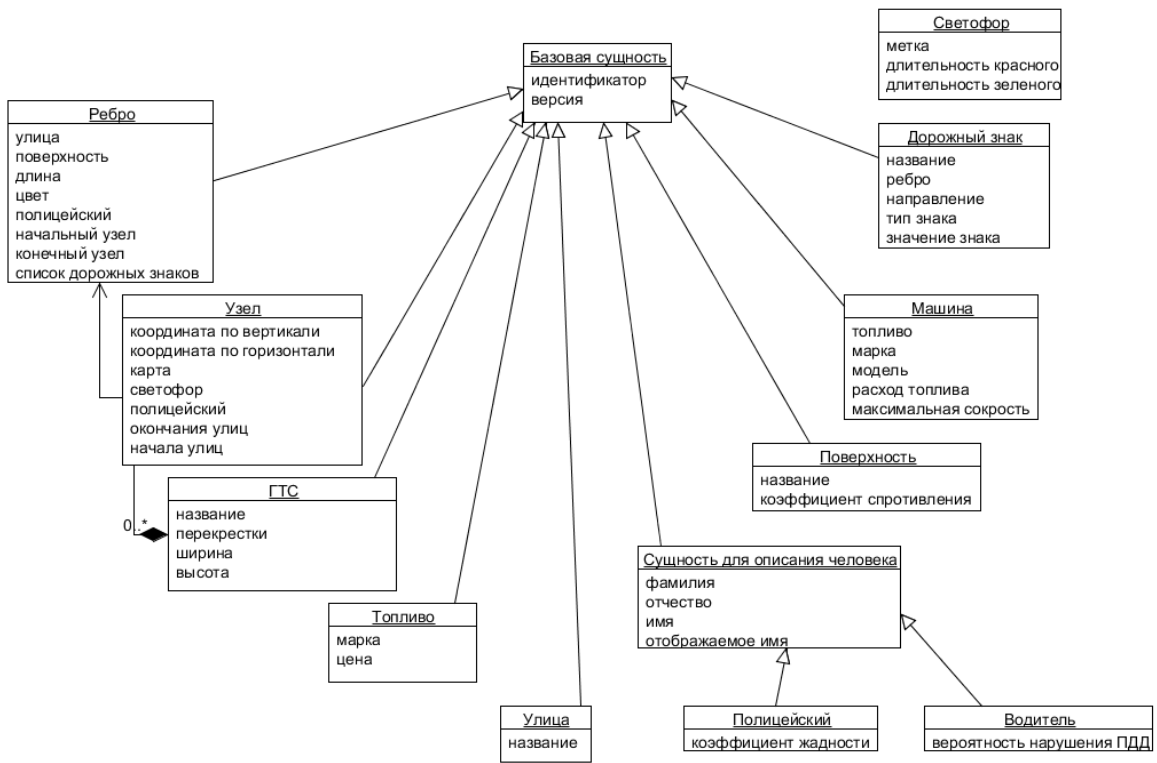 Светофор
метка
длительность красного
длительность зеленого
Базовая сущность
идентификатор
версия
Ребро
улица
поверхность
длина
цвет
полицейский
начальный узел
конечный узел
список дорожных знаков
Дорожный знак
название
ребро
направление
тип знака
значение знака
Узел
координата по вертикали
координата по горизонтали
карта
светофор
полицейский
окончания улиц
начала улиц
Машина
топливо
марка
модель
расход топлива
максимальная сокрость
Поверхность
название
коэффициент спротивления
ГТС
название
перекрестки
ширина
высота
0..*
Сущность для описания человека
фамилия
отчество
имя
отображаемое имя
Топливо
марка
цена
Улица
название
Полицейский
коэффициент жадности
Водитель
вероятность нарушения ПДД